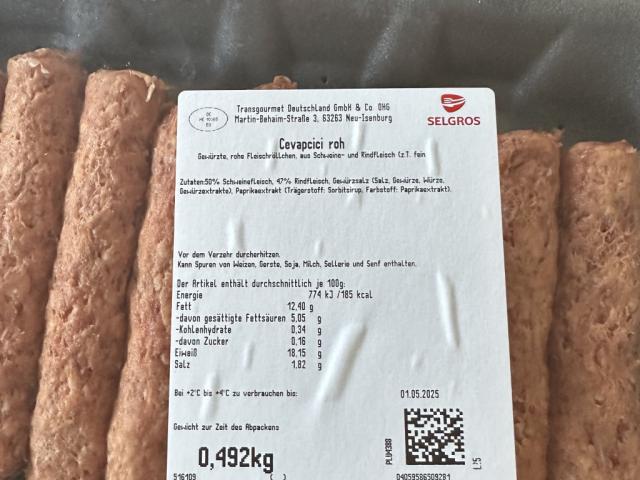 Transgourmet Deutschland GmbH & Co. OHG
Martin-Behaim-Straße 3, 63263 Neu-Isenburg
SELGROS
Cevapcici roh
Gewürzte, rohe Fleischröllchen, aus Schweine- und Rindfleisch (z.T. fein
Zutaten:50% Schweinefleisch, 47% Rindfleisch, Gewürzsalz (Salz, Gewürze, Würze,
Gewürzextrakte), Paprikaextrakt (Trägerstoff: Sorbitsirup, Farbstoff: Paprikaextrakt).
Vor dem Verzehr durcherhitzen.
Kann Spuren von Weizen, Gerste, Soja, Milch, Sellerie und Senf enthalten.
Der Artikel enthält durchschnittlich je 100g:
Energie 774 kJ /185 kcal
Fett 12,40 g
-davon gesättigte Fettsäuren 5,05 g
-Kohlenhydrate 0,34 g
-davon Zucker 0,16 g
Eiweiß 18,15 g
Salz 1,82 g
Bei +2°C bis +4°C zu verbrauchen bis: 01.05.2025
Gewicht zur Zeit des Abpackens
0,492kg
PLUM388
L:5
516109 ( ) 04059586509281